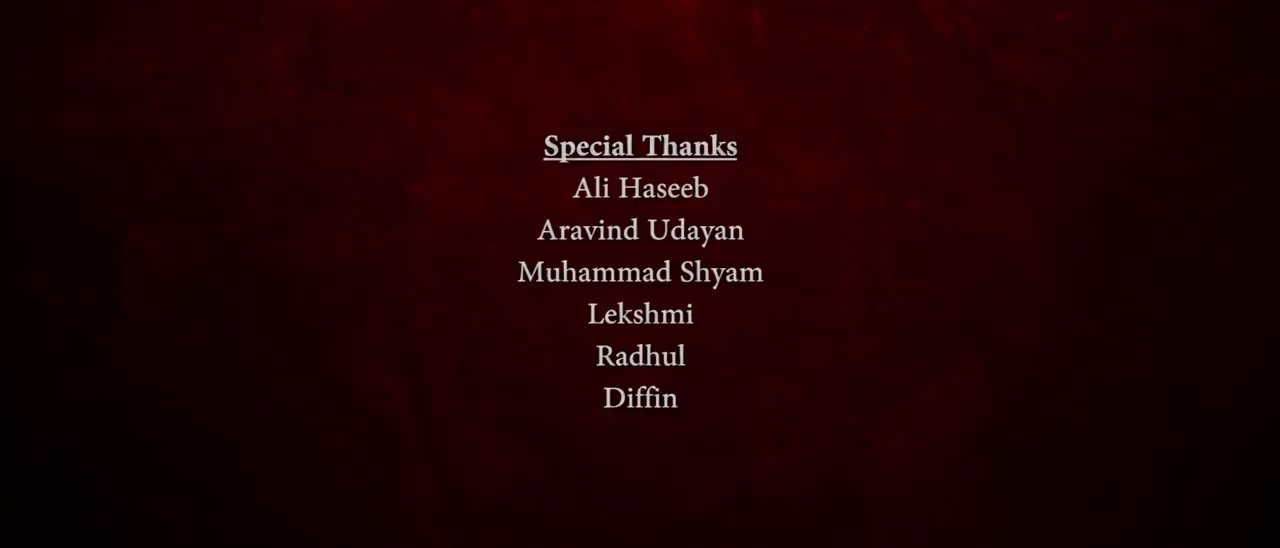 Special Thanks
Ali Haseeb
Aravind Udayan
Muhammad Shyam
Lekshmi
Radhul
Diffin